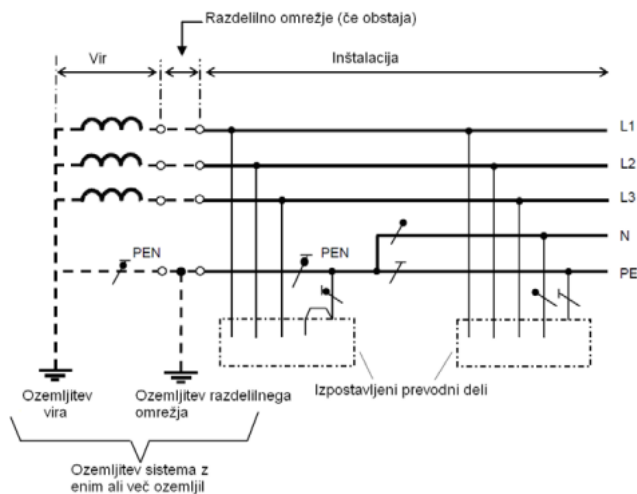 Razdelilno omrežje (če obstaja)
Vir
Inštalacija
L1
L2
L3
N
PEN
PEN
PE
Ozemljitev
vira
Ozemljitev razdelilnega
omrežja
Izpostavljeni prevodni deli
Ozemljitev sistema z
enim ali več ozemljil